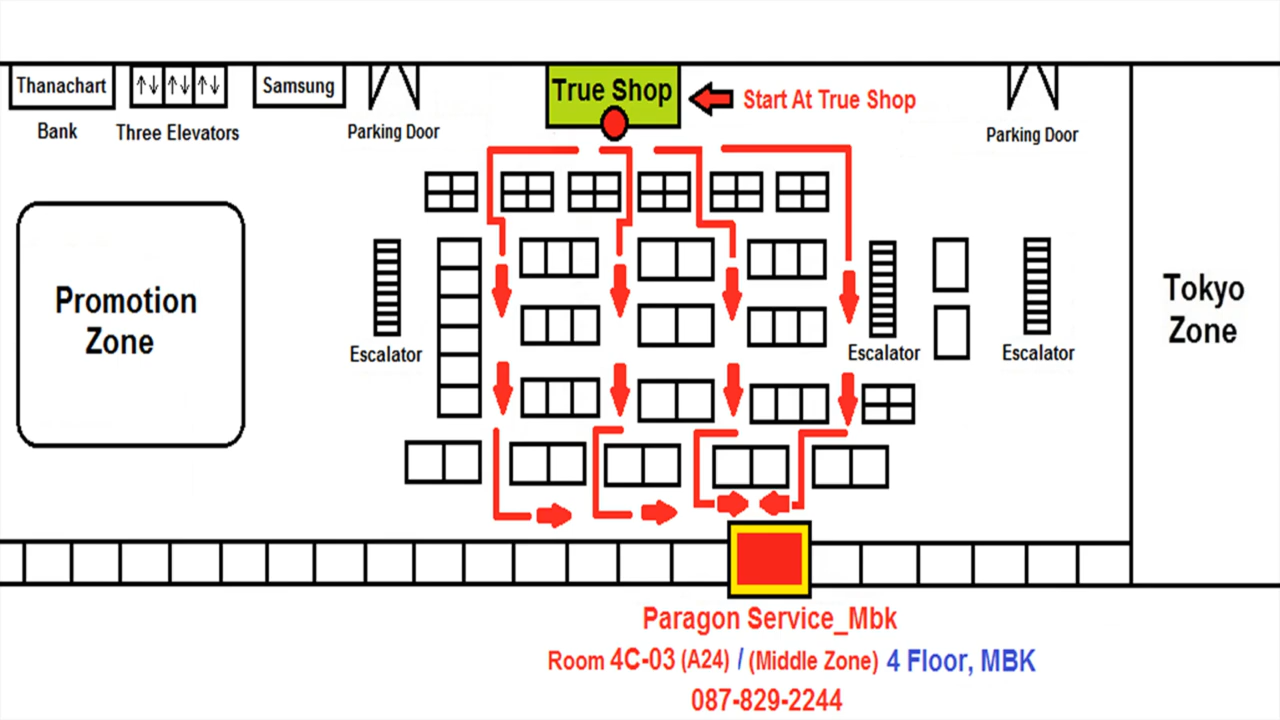 Thanachart
Bank
Three Elevators
Samsung
Parking Door
True Shop
Start At True Shop
Parking Door
Promotion
Zone
Escalator
Escalator
Escalator
Tokyo
Zone
Paragon Service_Mbk
Room 4C-03 (A24) / (Middle Zone) 4 Floor, MBK
087-829-2244